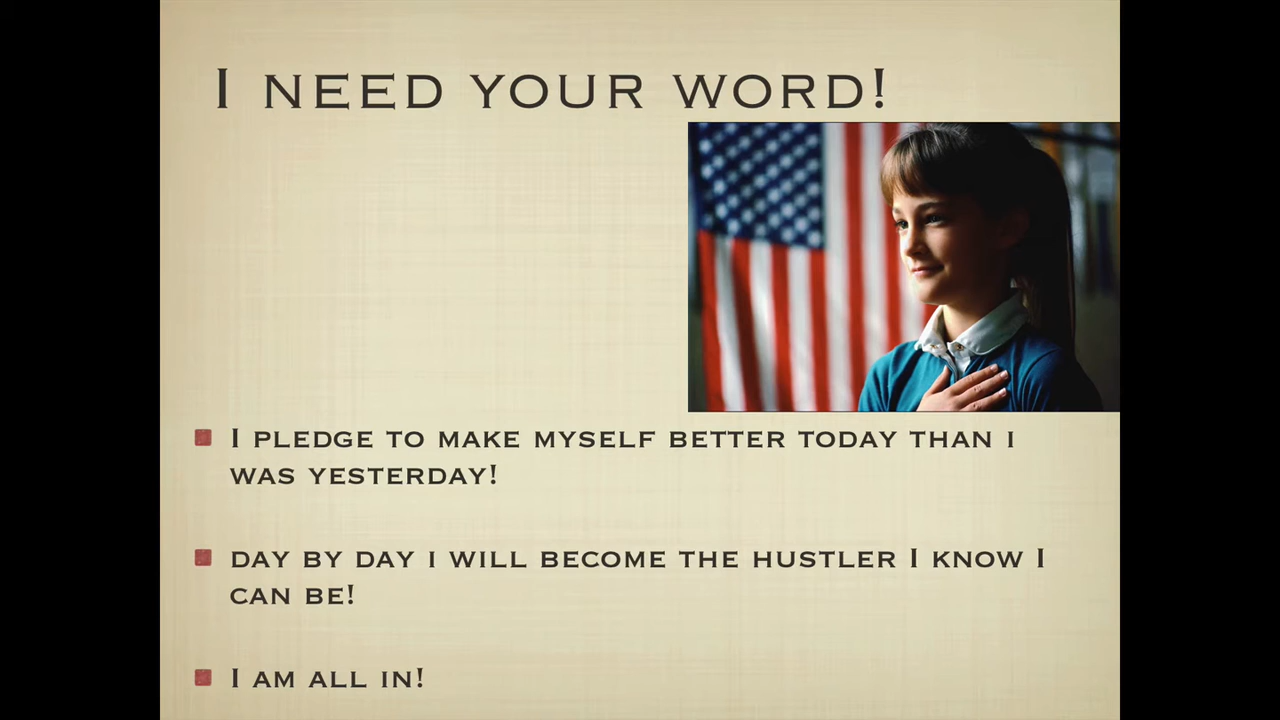 I NEED YOUR WORD!
I PLEDGE TO MAKE MYSELF BETTER TODAY THAN I
WAS YESTERDAY!
DAY BY DAY I WILL BECOME THE HUSTLER I KNOW I
CAN BE!
I AM ALL IN!